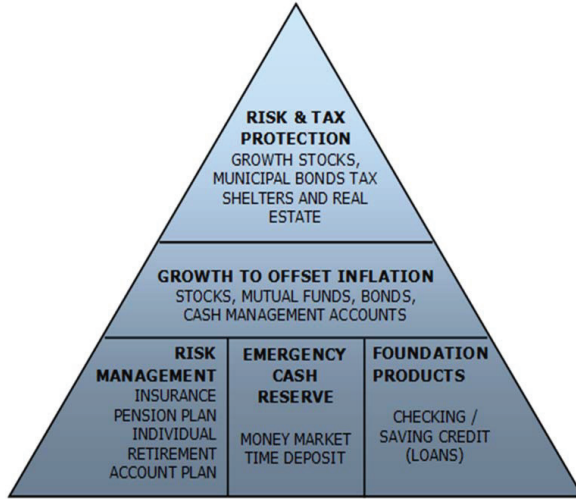 RISK & TAX
PROTECTION
GROWTH STOCKS,
MUNICIPAL BONDS TAX
SHELTERS AND REAL
ESTATE
GROWTH TO OFFSET INFLATION
STOCKS, MUTUAL FUNDS, BONDS,
CASH MANAGEMENT ACCOUNTS
RISK
MANAGEMENT
INSURANCE
PENSION PLAN
INDIVIDUAL
RETIREMENT
ACCOUNT PLAN
EMERGENCY
CASH
RESERVE
MONEY MARKET
TIME DEPOSIT
FOUNDATION
PRODUCTS
CHECKING /
SAVING CREDIT
(LOANS)